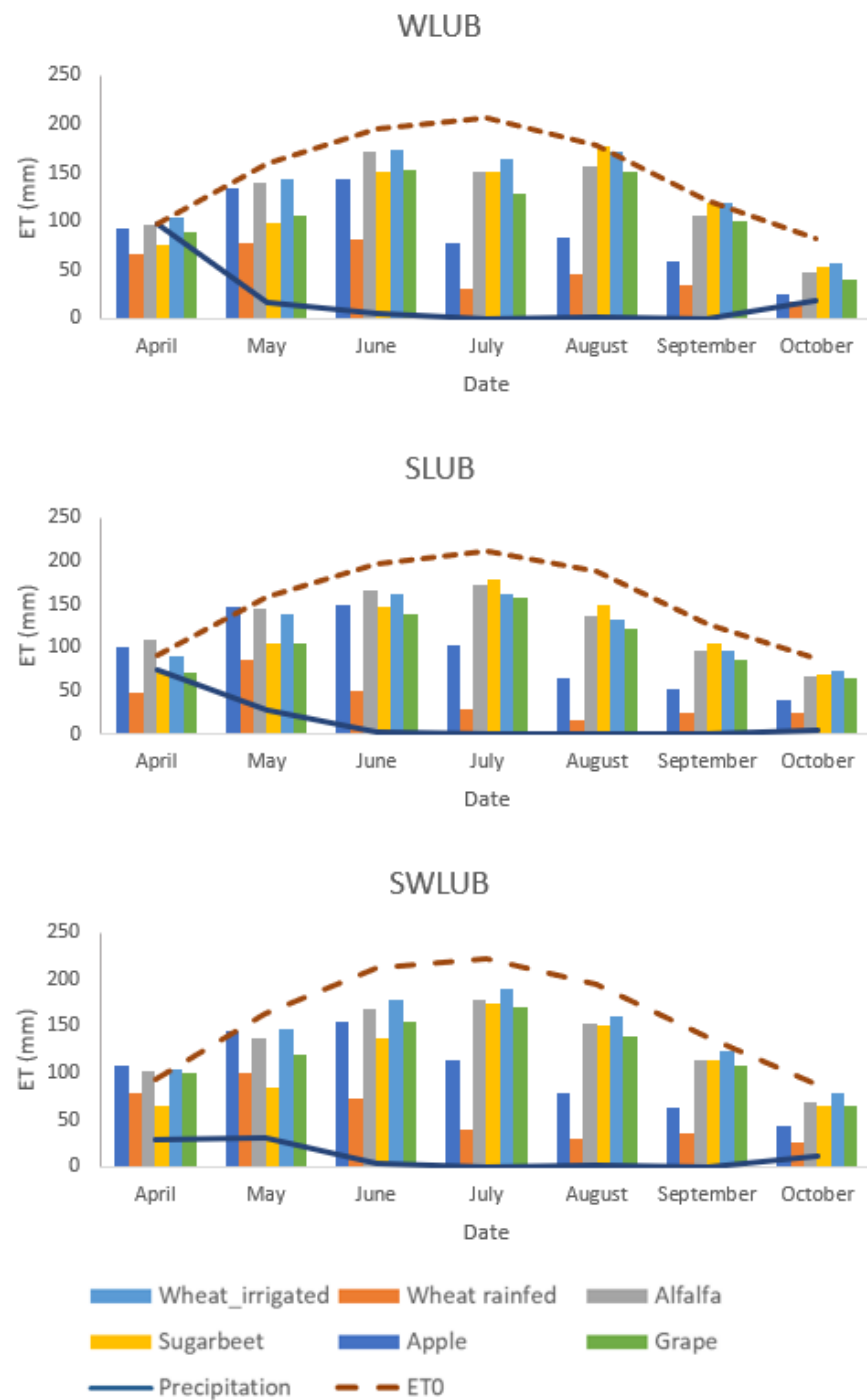 WLUB
250
200
150
100
50
0
ET (mm)
April May June July August September October
Date
SLUB
250
200
150
100
50
0
ET (mm)
April May June July August September October
Date
SWLUB
250
200
150
100
50
0
ET (mm)
April May June July August September October
Date
Wheat_irrigated Wheat rainfed Alfalfa
Sugarbeet Apple Grape
Precipitation ET0